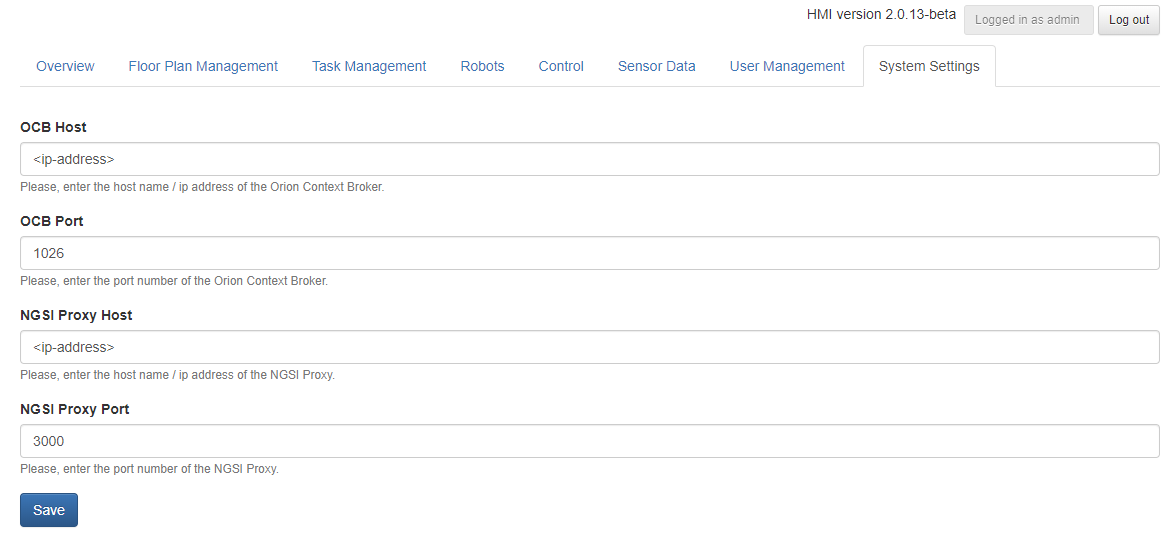 HMI version 2.0.13-beta Logged in as admin Log out
Overview Floor Plan Management Task Management Robots Control Sensor Data User Management System Settings
OCB Host
<ip-address>
Please, enter the host name / ip address of the Orion Context Broker.
OCB Port
1026
Please, enter the port number of the Orion Context Broker.
NGSI Proxy Host
<ip-address>
Please, enter the host name / ip address of the NGSI Proxy.
NGSI Proxy Port
3000
Please, enter the port number of the NGSI Proxy.
Save